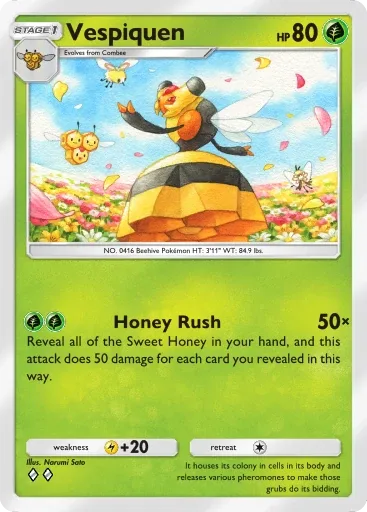 STAGE 1
Vespiquen
HP 80
Evolves from Combee
NO. 0416 Beehive Pokémon HT: 3'11" WT: 84.9 lbs.
Honey Rush 50×
Reveal all of the Sweet Honey in your hand, and this
attack does 50 damage for each card you revealed in this
way.
weakness +20
retreat
Illus. Narumi Sato
It houses its colony in cells in its body and
releases various pheromones to make those
grubs do its bidding.